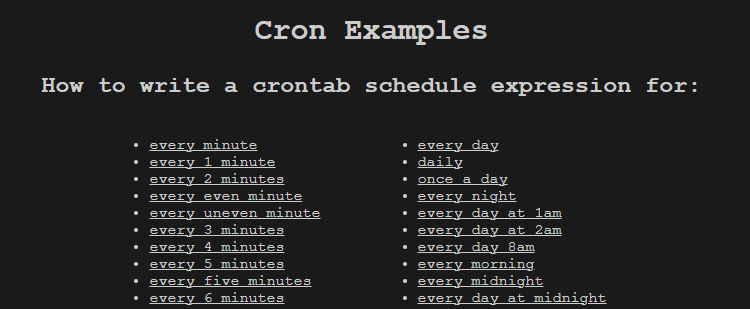 Cron Examples
How to write a crontab schedule expression for:
every minute
every 1 minute
every 2 minutes
every even minute
every uneven minute
every 3 minutes
every 4 minutes
every 5 minutes
every five minutes
every 6 minutes
every day
daily
once a day
every night
every day at 1am
every day at 2am
every day 8am
every morning
every midnight
every day at midnight